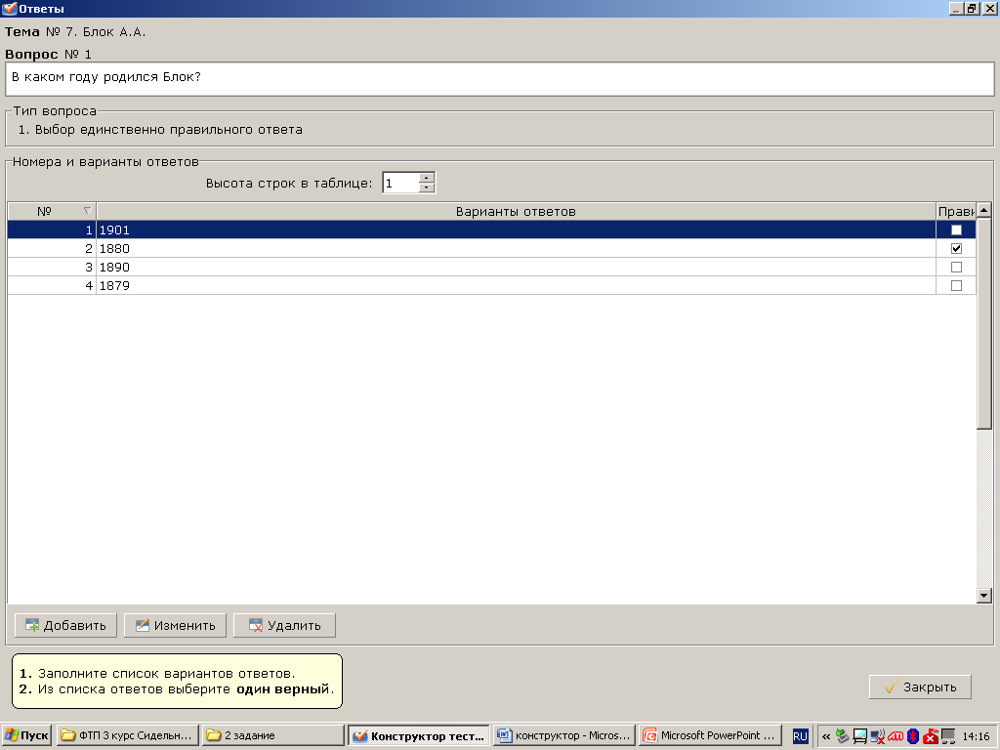 Ответы
Тема № 7. Блок А.А.
Вопрос № 1
В каком году родился Блок?
Тип вопроса
1. Выбор единственно правильного ответа
Номера и варианты ответов
Высота строк в таблице: 1
№ Варианты ответов Прави
1 1901
2 1880
3 1890
4 1879
Добавить Изменить Удалить
1. Заполните список вариантов ответов.
2. Из списка ответов выберите один верный.
Закрыть
Пуск ФТП 3 курс Сидельн... 2 задание Конструктор тест... конструктор - Micros... Microsoft PowerPoint ... RU « 14:16